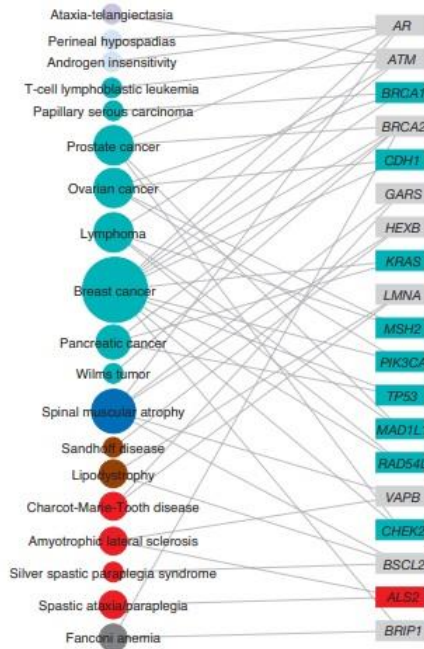 Ataxia-telangiectasia
Perineal hypospadias
Androgen insensitivity
T-cell lymphoblastic leukemia
Papillary serous carcinoma
Prostate cancer
Ovarian cancer
Lymphoma
Breast cancer
Pancreatic cancer
Wilms tumor
Spinal muscular atrophy
Sandhoff disease
Lipodystrophy
Charcot-Marie-Tooth disease
Amyotrophic lateral sclerosis
Silver spastic paraplegia syndrome
Spastic ataxia/paraplegia
Fanconi anemia
AR
ATM
BRCA1
BRCA2
CDH1
GARS
HEXB
KRAS
LMNA
MSH2
PIK3CA
TP53
MAD1L1
RAD54L
VAPB
CHEK2
BSCL2
ALS2
BRIP1